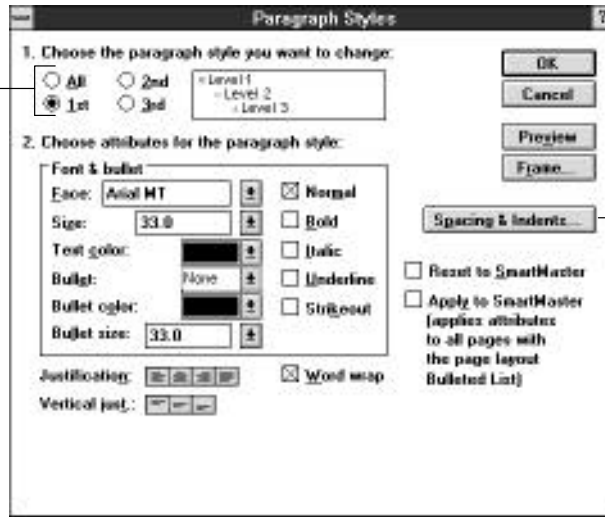 Paragraph Styles
1. Choose the paragraph style you want to change:
All
2nd
1st
3rd
Level 1
Level 2
Level 3
OK
Cancel
Preview
Frame...
Spacing & Indents...
2. Choose attributes for the paragraph style:
Font & bullet
Face: Arial MT
Size: 33.0
Text color:
Bullet: None
Bullet color:
Bullet size: 33.0
Normal
Bold
Italic
Underline
Strikeout
Reset to SmartMaster
Apply to SmartMaster
(applies attributes
to all pages with
the page layout
Bulleted List)
Justification:
Word wrap
Vertical just.: